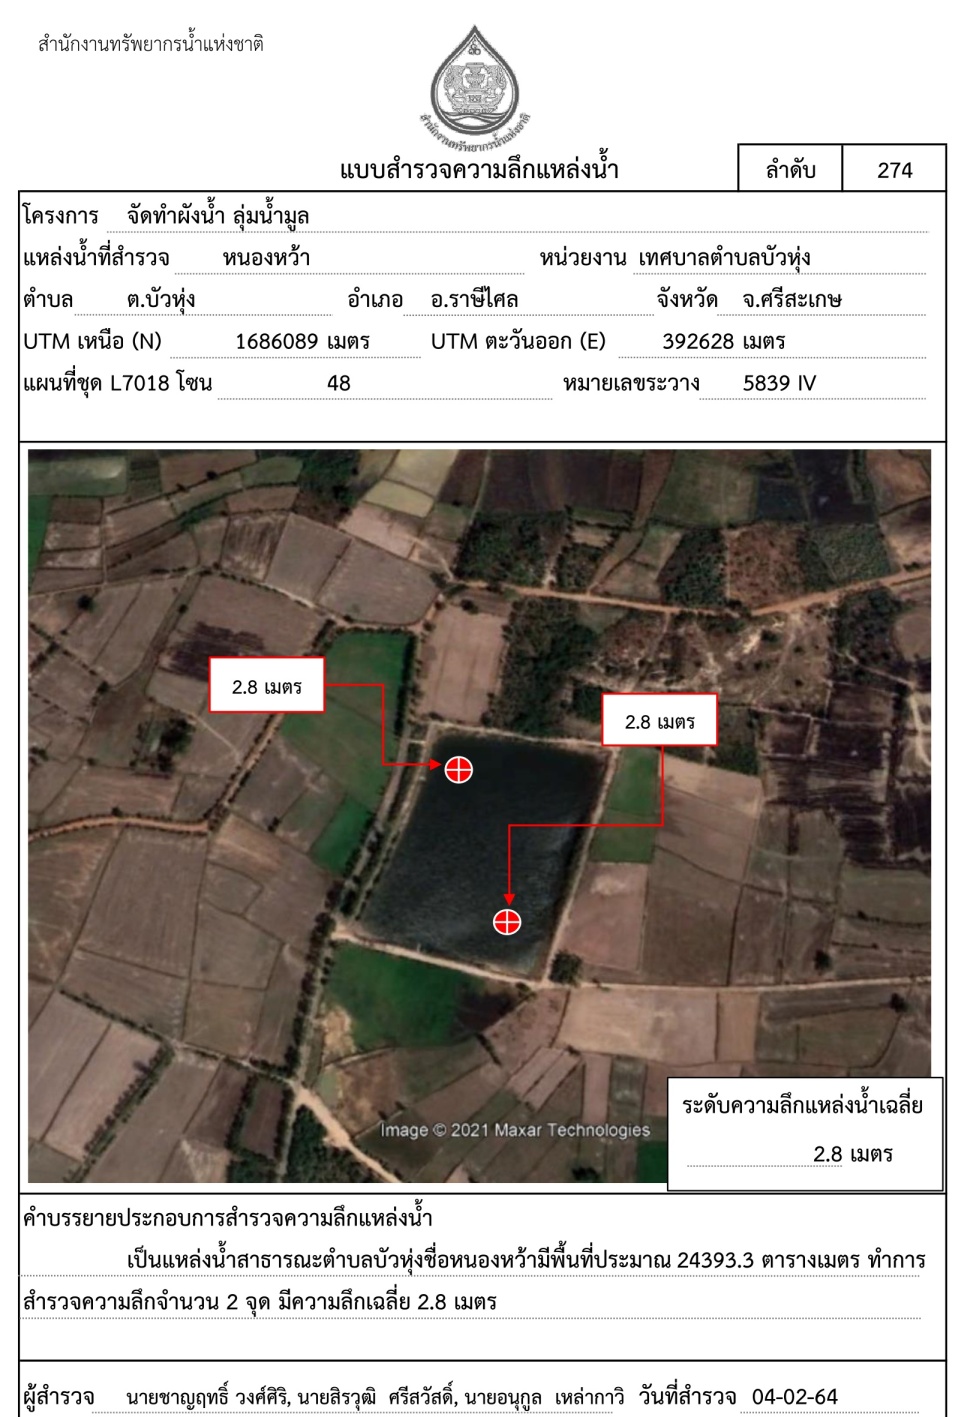 สำนักงานทรัพยากรน้ำแห่งชาติ
สำนักงานทรัพยากรน้ำแห่งชาติ
แบบสำรวจความลึกแหล่งน้ำ ลำดับ 274
โครงการ จัดทำผังน้ำ ลุ่มน้ำมูล
แหล่งน้ำที่สำรวจ หนองหว้า หน่วยงาน เทศบาลตำบลบัวหุ่ง
ตำบล ต.บัวหุ่ง อำเภอ อ.ราษีไศล จังหวัด จ.ศรีสะเกษ
UTM เหนือ (N) 1686089 เมตร UTM ตะวันออก (E) 392628 เมตร
แผนที่ชุด L7018 โซน 48 หมายเลขระวาง 5839 IV
2.8 เมตร
2.8 เมตร
ระดับความลึกแหล่งน้ำเฉลี่ย
Image © 2021 Maxar Technologies
2.8 เมตร
คำบรรยายประกอบการสำรวจความลึกแหล่งน้ำ
เป็นแหล่งน้ำสาธารณะตำบลบัวหุ่งชื่อหนองหว้ามีพื้นที่ประมาณ 24393.3 ตารางเมตร ทำการ
สำรวจความลึกจำนวน 2 จุด มีความลึกเฉลี่ย 2.8 เมตร
ผู้สำรวจ นายชาญฤทธิ์ วงศ์ศิริ, นายสิรวุฒิ ศรีสวัสดิ์, นายอนุกูล เหล่ากาวิ วันที่สำรวจ 04-02-64